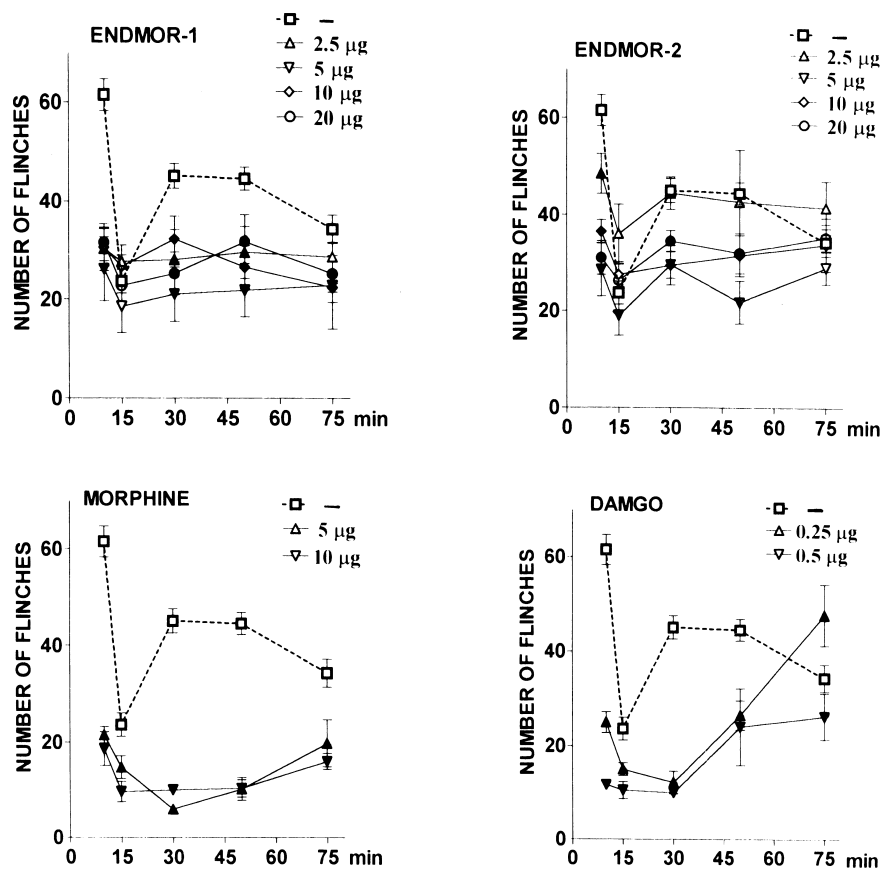 ENDMOR-1
–
2.5 µg
5 µg
10 µg
20 µg
NUMBER OF FLINCHES
60
40
20
0
0 15 30 45 60 75 min
ENDMOR-2
–
2.5 µg
5 µg
10 µg
20 µg
NUMBER OF FLINCHES
60
40
20
0
0 15 30 45 60 75 min
MORPHINE
–
5 µg
10 µg
NUMBER OF FLINCHES
60
40
20
0
0 15 30 45 60 75 min
DAMGO
–
0.25 µg
0.5 µg
NUMBER OF FLINCHES
60
40
20
0
0 15 30 45 60 75 min